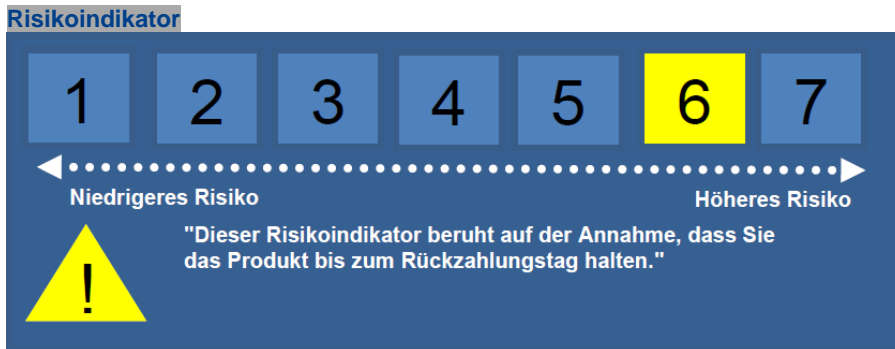 Risikoindikator
1 2 3 4 5 6 7
Niedrigeres Risiko Höheres Risiko
"Dieser Risikoindikator beruht auf der Annahme, dass Sie
das Produkt bis zum Rückzahlungstag halten."
!